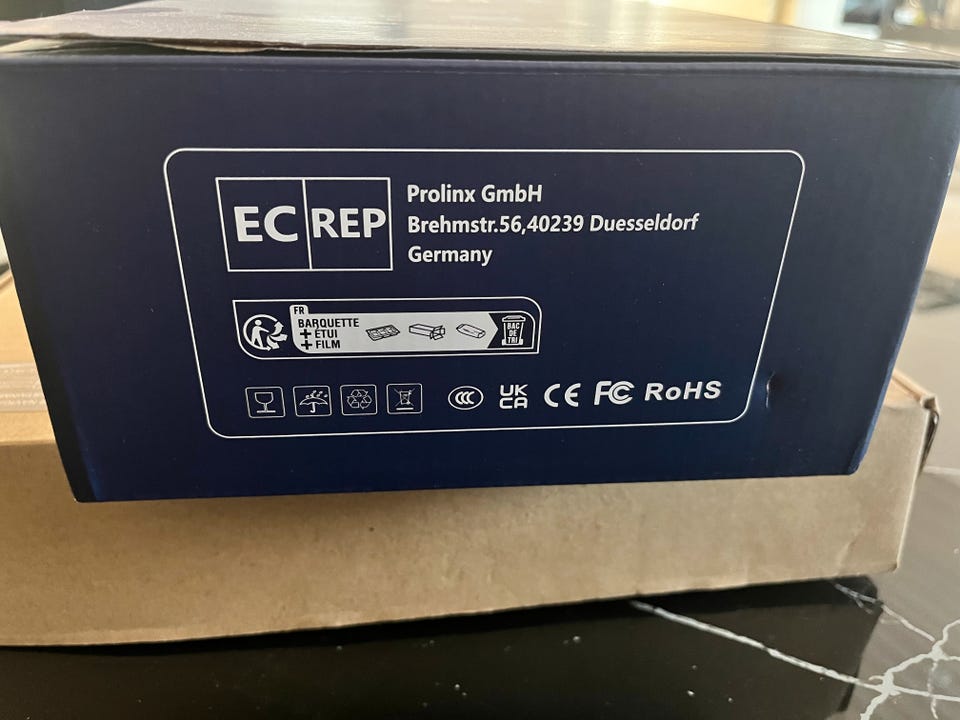 EC REP
Prolinx GmbH
Brehmstr.56,40239 Duesseldorf
Germany
FR
BARQUETTE
+ ÉTUI
+ FILM
BAC
DE
TRI
CCC
UK
CA
CE FC RoHS